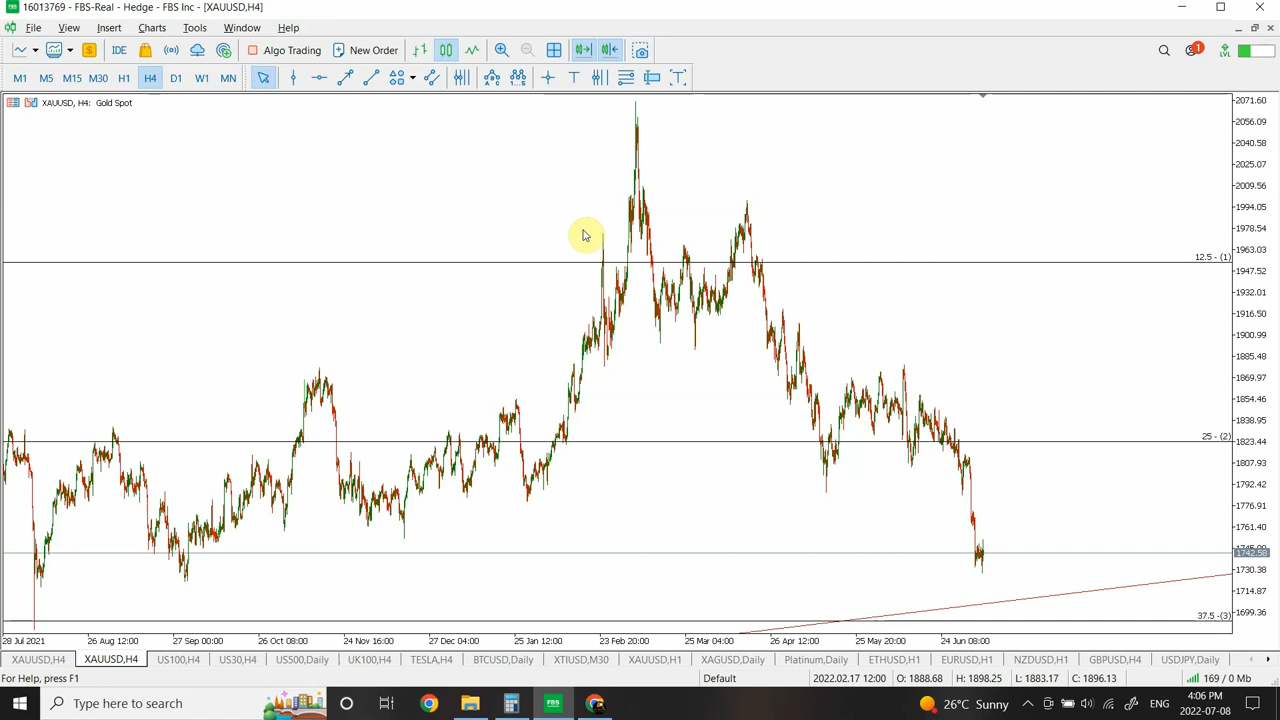 16013769 - FBS-Real - Hedge - FBS Inc - [XAUUSD,H4]
File View Insert Charts Tools Window Help
IDE Algo Trading New Order 1 LVL
M1 M5 M15 M30 H1 H4 D1 W1 MN
XAUUSD, H4: Gold Spot
2071.60
2056.09
2040.58
2025.07
2009.56
1994.05
1978.54
1963.03
12.5 - (1)
1947.52
1932.01
1916.50
1900.99
1885.48
1869.97
1854.46
1838.95
25 - (2)
1823.44
1807.93
1792.42
1776.91
1761.40
1742.58
1730.38
1714.87
1699.36
37.5 -(3)
28 Jul 2021 26 Aug 12:00 27 Sep 00:00 26 Oct 08:00 24 Nov 16:00 27 Dec 04:00 25 Jan 12:00 23 Feb 20:00 25 Mar 04:00 26 Apr 12:00 25 May 20:00 24 Jun 08:00
XAUUSD,H4 XAUUSD,H4 US100,H4 US30,H4 US500,Daily UK100,H4 TESLA,H4 BTCUSD,Daily XTIUSD,M30 XAUUSD,H1 XAGUSD,Daily Platinum,Daily ETHUSD,H1 EURUSD,H1 NZDUSD,H1 GBPUSD,H4 USDJPY,Daily
For Help, press F1 Default 2022.02.17 12:00 O: 1888.68 H: 1898.25 L: 1883.17 C: 1896.13 169 / 0 Mb
Type here to search FBS 26°C Sunny ENG 4:06 PM
2022-07-08